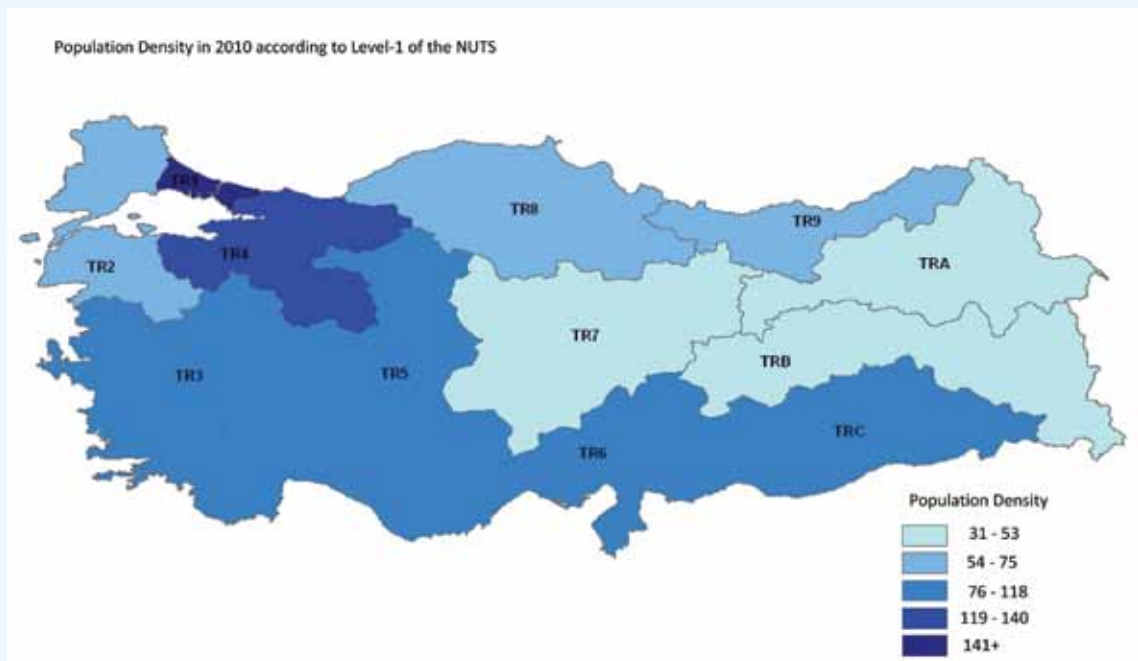 Population Density in 2010 according to Level-1 of the NUTS
TR1
TR8
TR9
TR4
TR2
TRA
TR7
TRB
TR3
TR5
TRC
TR6
Population Density
31 - 53
54 - 75
76 - 118
119 - 140
141+